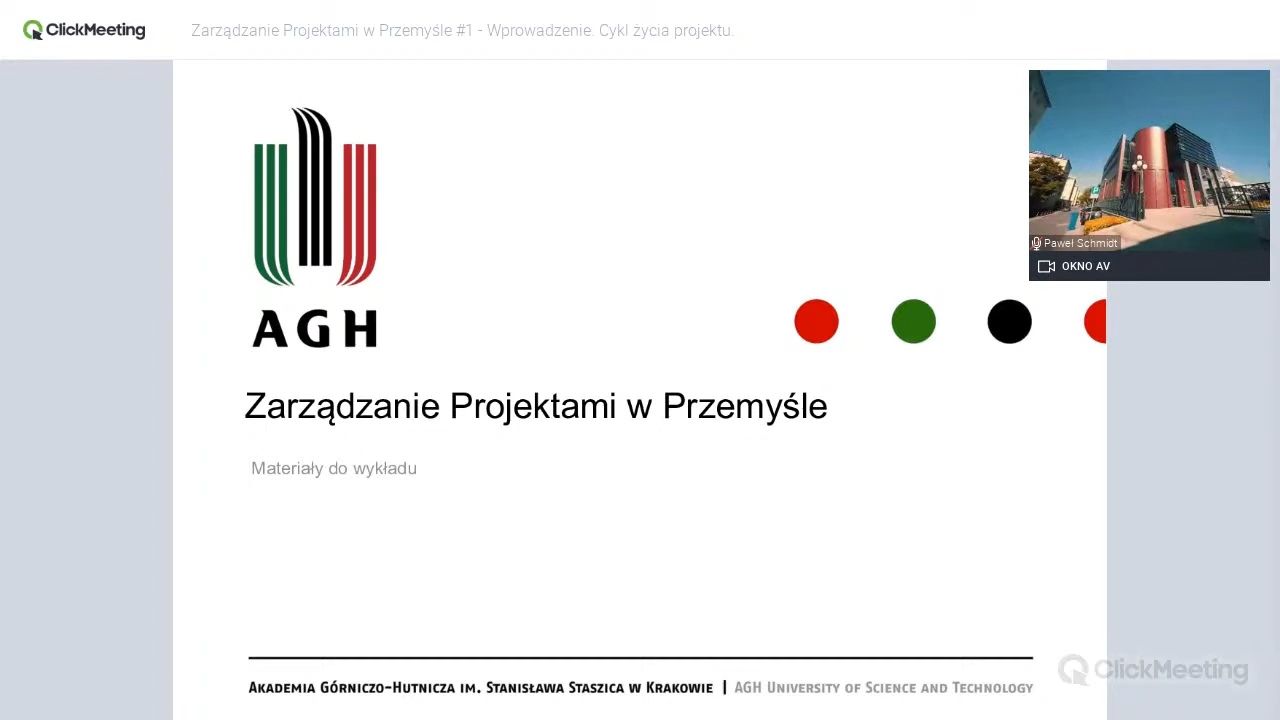 ClickMeeting
Zarządzanie Projektami w Przemyśle #1 - Wprowadzenie. Cykl życia projektu.
Paweł Schmidt
OKNO AV
AGH
Zarządzanie Projektami w Przemyśle
Materiały do wykładu
Akademia Górniczo-Hutnicza im. Stanisława Staszica w Krakowie | AGH University of Science and Technology
ClickMeeting